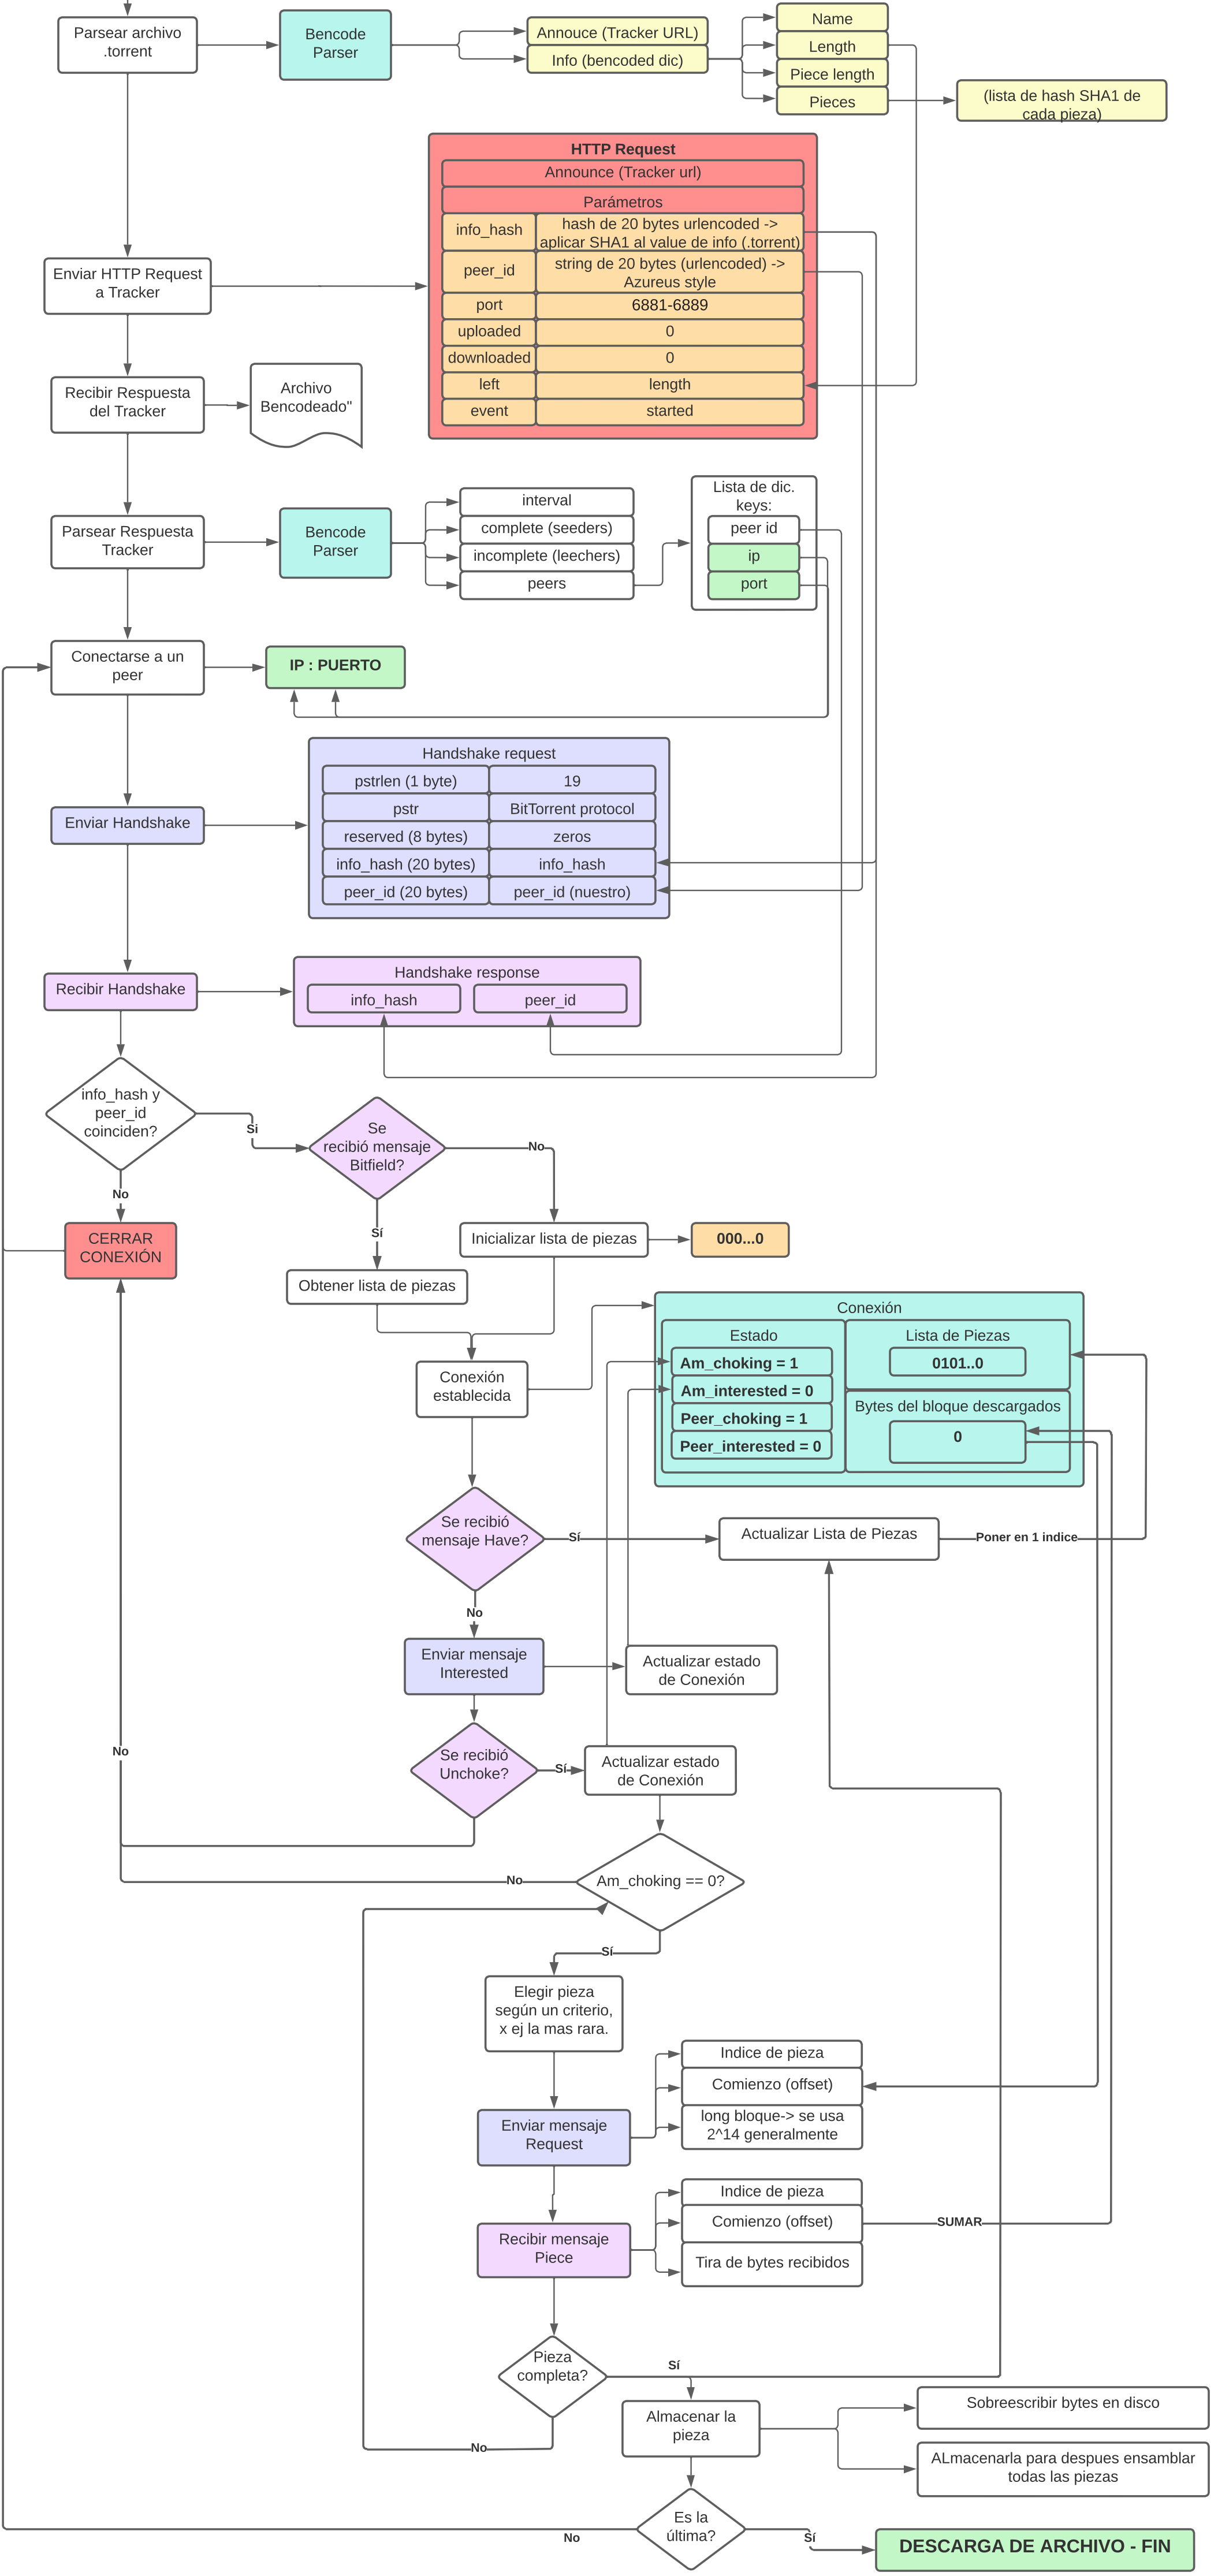 Parsear archivo
.torrent
Bencode
Parser
Annouce (Tracker URL)
Info (bencoded dic)
Name
Length
Piece length
Pieces
(lista de hash SHA1 de
cada pieza)
HTTP Request
Announce (Tracker url)
Parámetros
info_hash
hash de 20 bytes urlencoded ->
aplicar SHA1 al value de info (.torrent)
peer_id
string de 20 bytes (urlencoded) ->
Azureus style
port
6881-6889
uploaded
0
downloaded
0
left
length
event
started
Enviar HTTP Request
a Tracker
Recibir Respuesta
del Tracker
Archivo
Bencodeado"
Parsear Respuesta
Tracker
Bencode
Parser
interval
complete (seeders)
incomplete (leechers)
peers
Lista de dic.
keys:
peer id
ip
port
Conectarse a un
peer
IP : PUERTO
Enviar Handshake
Handshake request
pstrlen (1 byte)
19
pstr
BitTorrent protocol
reserved (8 bytes)
zeros
info_hash (20 bytes)
info_hash
peer_id (20 bytes)
peer_id (nuestro)
Recibir Handshake
Handshake response
info_hash
peer_id
info_hash y
peer_id
coinciden?
Si
No
Se
recibió mensaje
Bitfield?
No
Sí
CERRAR
CONEXIÓN
Inicializar lista de piezas
000...0
Obtener lista de piezas
Conexión
establecida
Conexión
Estado
Am_choking = 1
Am_interested = 0
Peer_choking = 1
Peer_interested = 0
Lista de Piezas
0101..0
Bytes del bloque descargados
0
Se recibió
mensaje Have?
Sí
Actualizar Lista de Piezas
Poner en 1 indice
No
Enviar mensaje
Interested
Actualizar estado
de Conexión
Se recibió
Unchoke?
Sí
Actualizar estado
de Conexión
No
Am_choking == 0?
No
Sí
Elegir pieza
según un criterio,
x ej la mas rara.
Enviar mensaje
Request
Indice de pieza
Comienzo (offset)
long bloque-> se usa
2^14 generalmente
Recibir mensaje
Piece
Indice de pieza
Comienzo (offset)
Tira de bytes recibidos
SUMAR
Pieza
completa?
Sí
No
Almacenar la
pieza
Sobreescribir bytes en disco
ALmacenarla para despues ensamblar
todas las piezas
Es la
última?
No
Sí
DESCARGA DE ARCHIVO - FIN